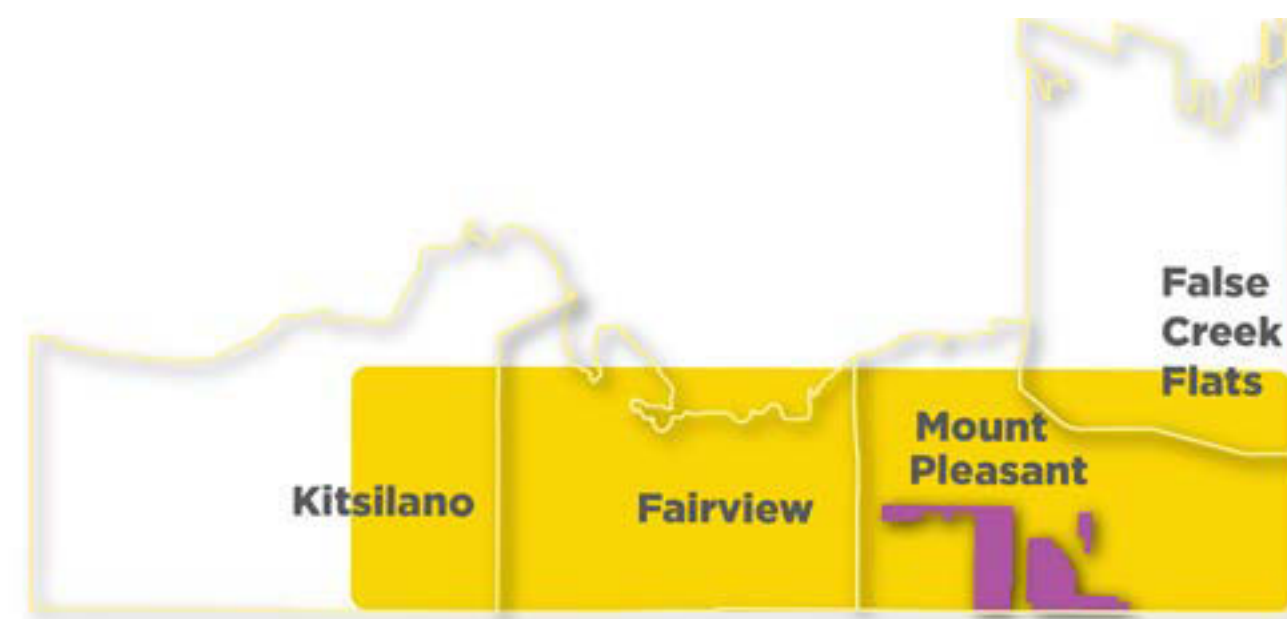 False
Creek
Flats
Mount
Pleasant
Kitsilano
Fairview